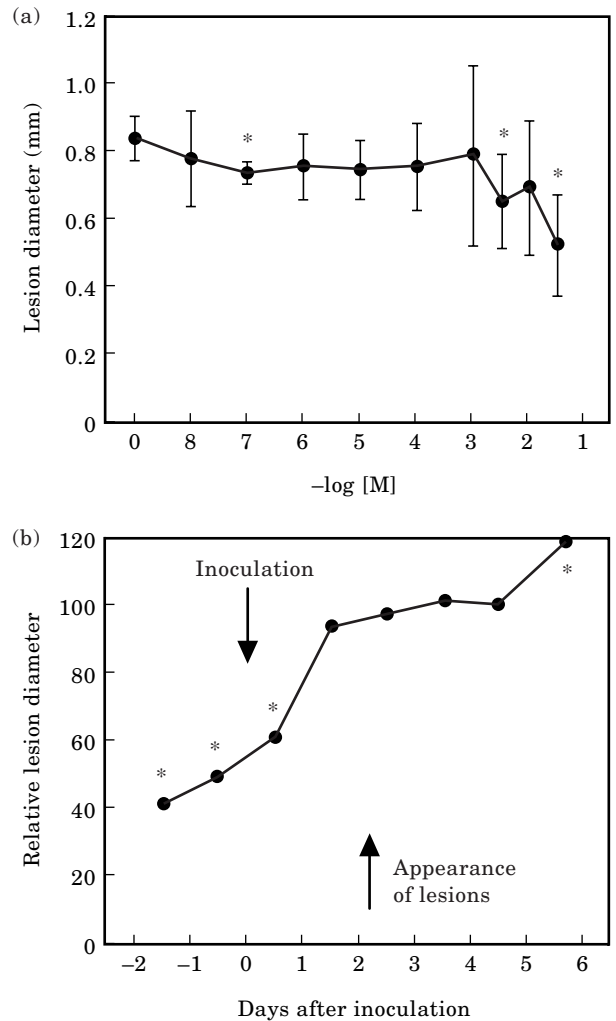 (a)
1.2
1.0
0.8
0.6
0.4
0.2
0
Lesion diameter (mm)
*
*
*
0 8 7 6 5 4 3 2 1
–log [M]
(b)
120
100
80
60
40
20
0
Relative lesion diameter
Inoculation
*
*
*
*
Appearance
of lesions
–2 –1 0 1 2 3 4 5 6
Days after inoculation